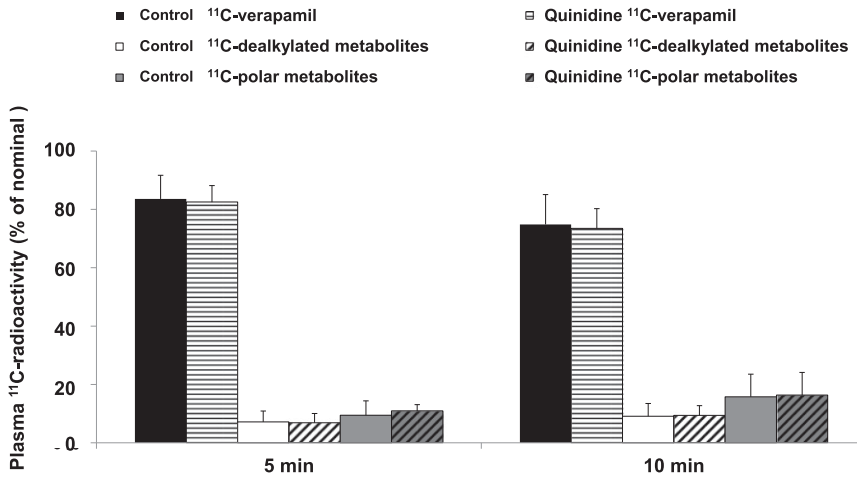 Control ¹¹C-verapamil
Quinidine ¹¹C-verapamil
Control ¹¹C-dealkylated metabolites
Quinidine ¹¹C-dealkylated metabolites
Control ¹¹C-polar metabolites
Quinidine ¹¹C-polar metabolites
Plasma ¹¹C-radioactivity (% of nominal )
100
80
60
40
20
- 0-
5 min
10 min